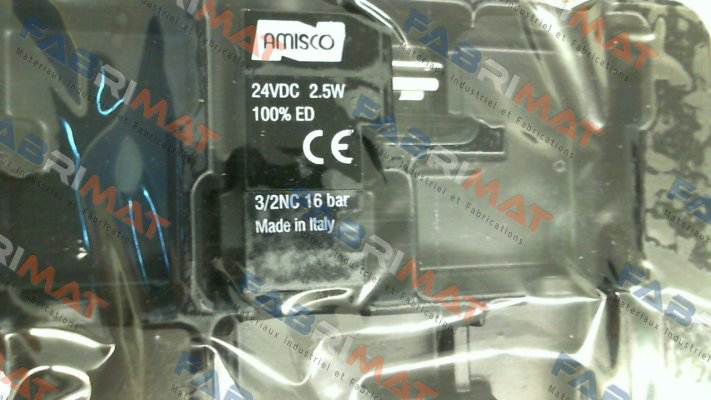 AMISCO
24VDC 2.5W
100% ED
CE
3/2NC 16 bar
Made in Italy
FABRIMAT
Materiaux Industriel et Fabrications